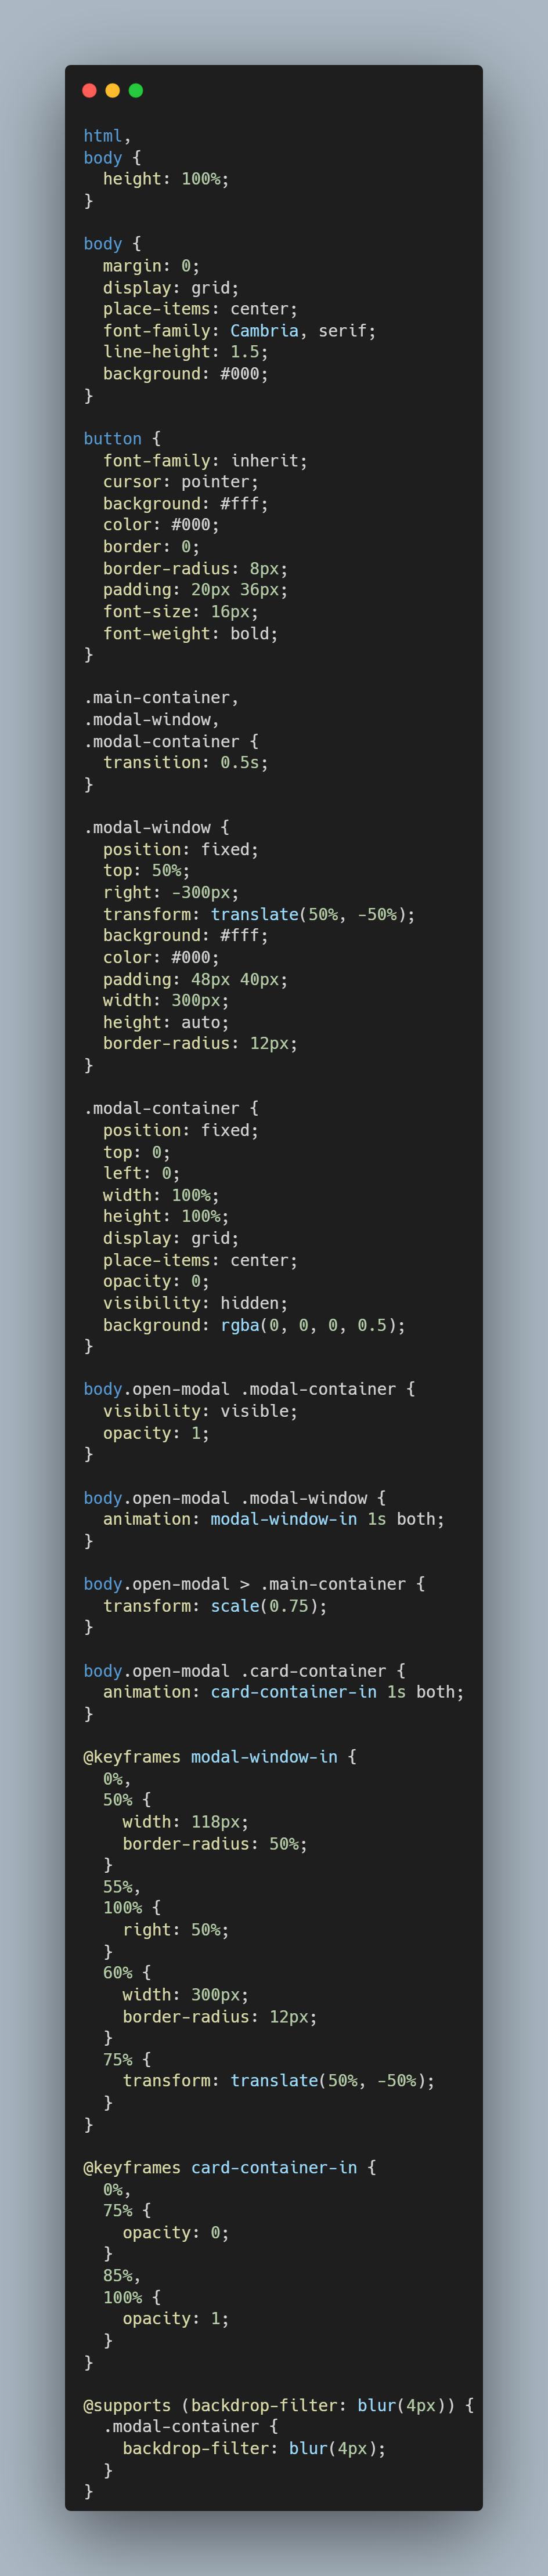 html,
body {
  height: 100%;
}

body {
  margin: 0;
  display: grid;
  place-items: center;
  font-family: Cambria, serif;
  line-height: 1.5;
  background: #000;
}

button {
  font-family: inherit;
  cursor: pointer;
  background: #fff;
  color: #000;
  border: 0;
  border-radius: 8px;
  padding: 20px 36px;
  font-size: 16px;
  font-weight: bold;
}

.main-container,
.modal-window,
.modal-container {
  transition: 0.5s;
}

.modal-window {
  position: fixed;
  top: 50%;
  right: -300px;
  transform: translate(50%, -50%);
  background: #fff;
  color: #000;
  padding: 48px 40px;
  width: 300px;
  height: auto;
  border-radius: 12px;
}

.modal-container {
  position: fixed;
  top: 0;
  left: 0;
  width: 100%;
  height: 100%;
  display: grid;
  place-items: center;
  opacity: 0;
  visibility: hidden;
  background: rgba(0, 0, 0, 0.5);
}

body.open-modal .modal-container {
  visibility: visible;
  opacity: 1;
}

body.open-modal .modal-window {
  animation: modal-window-in 1s both;
}

body.open-modal > .main-container {
  transform: scale(0.75);
}

body.open-modal .card-container {
  animation: card-container-in 1s both;
}

@keyframes modal-window-in {
  0%,
  50% {
    width: 118px;
    border-radius: 50%;
  }
  55%,
  100% {
    right: 50%;
  }
  60% {
    width: 300px;
    border-radius: 12px;
  }
  75% {
    transform: translate(50%, -50%);
  }
}

@keyframes card-container-in {
  0%,
  75% {
    opacity: 0;
  }
  85%,
  100% {
    opacity: 1;
  }
}

@supports (backdrop-filter: blur(4px)) {
  .modal-container {
    backdrop-filter: blur(4px);
  }
}